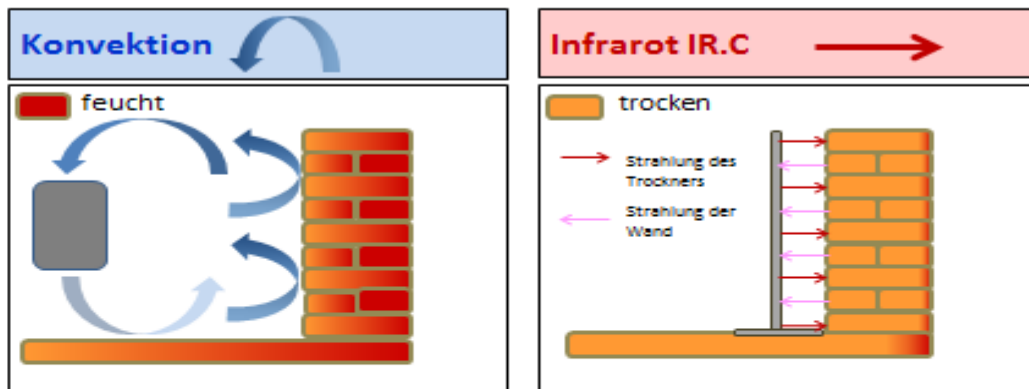 Konvektion
feucht
Infrarot IR.C
trocken
Strahlung des
Trockners
Strahlung der
Wand